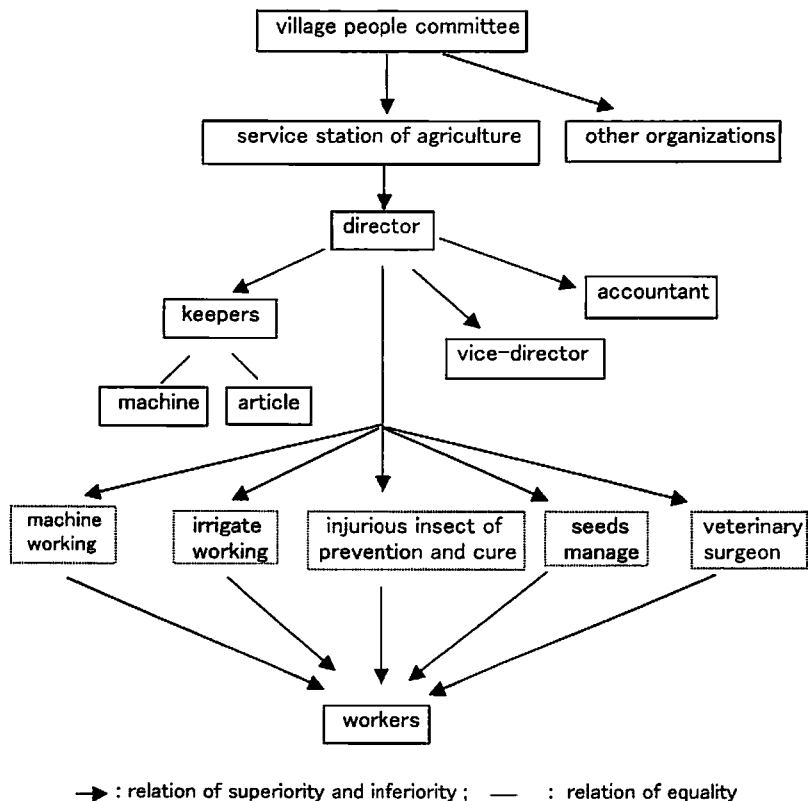 village people committee
service station of agriculture
other organizations
director
keepers
accountant
vice-director
machine
article
machine
working
irrigate
working
injurious insect of
prevention and cure
seeds
manage
veterinary
surgeon
workers
→ : relation of superiority and inferiority ; — : relation of equality